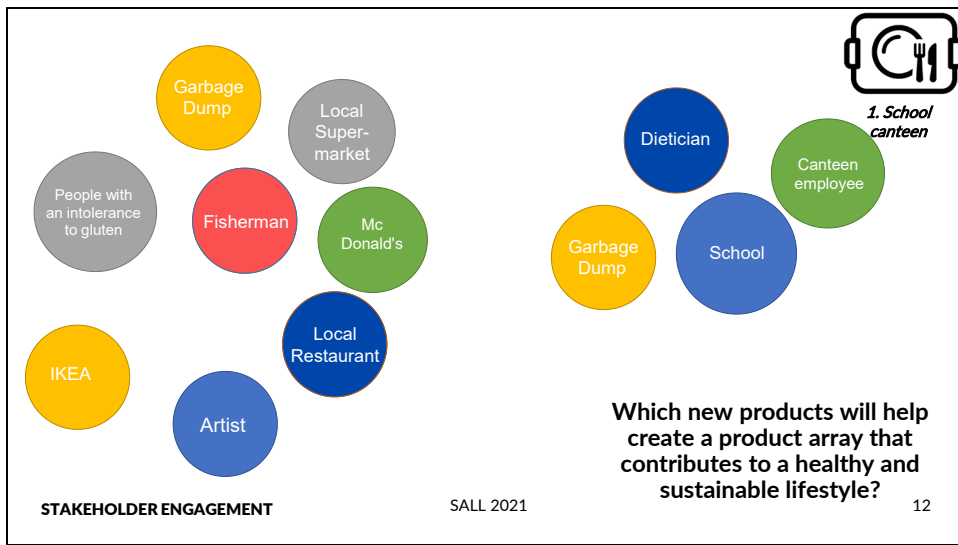 Garbage
Dump
Local
Super-
market
People with
an intolerance
to gluten
Fisherman
Mc
Donald's
Local
Restaurant
IKEA
Artist
1. School
canteen
Dietician
Canteen
employee
Garbage
Dump
School
Which new products will help
create a product array that
contributes to a healthy and
sustainable lifestyle?
STAKEHOLDER ENGAGEMENT
SALL 2021
12